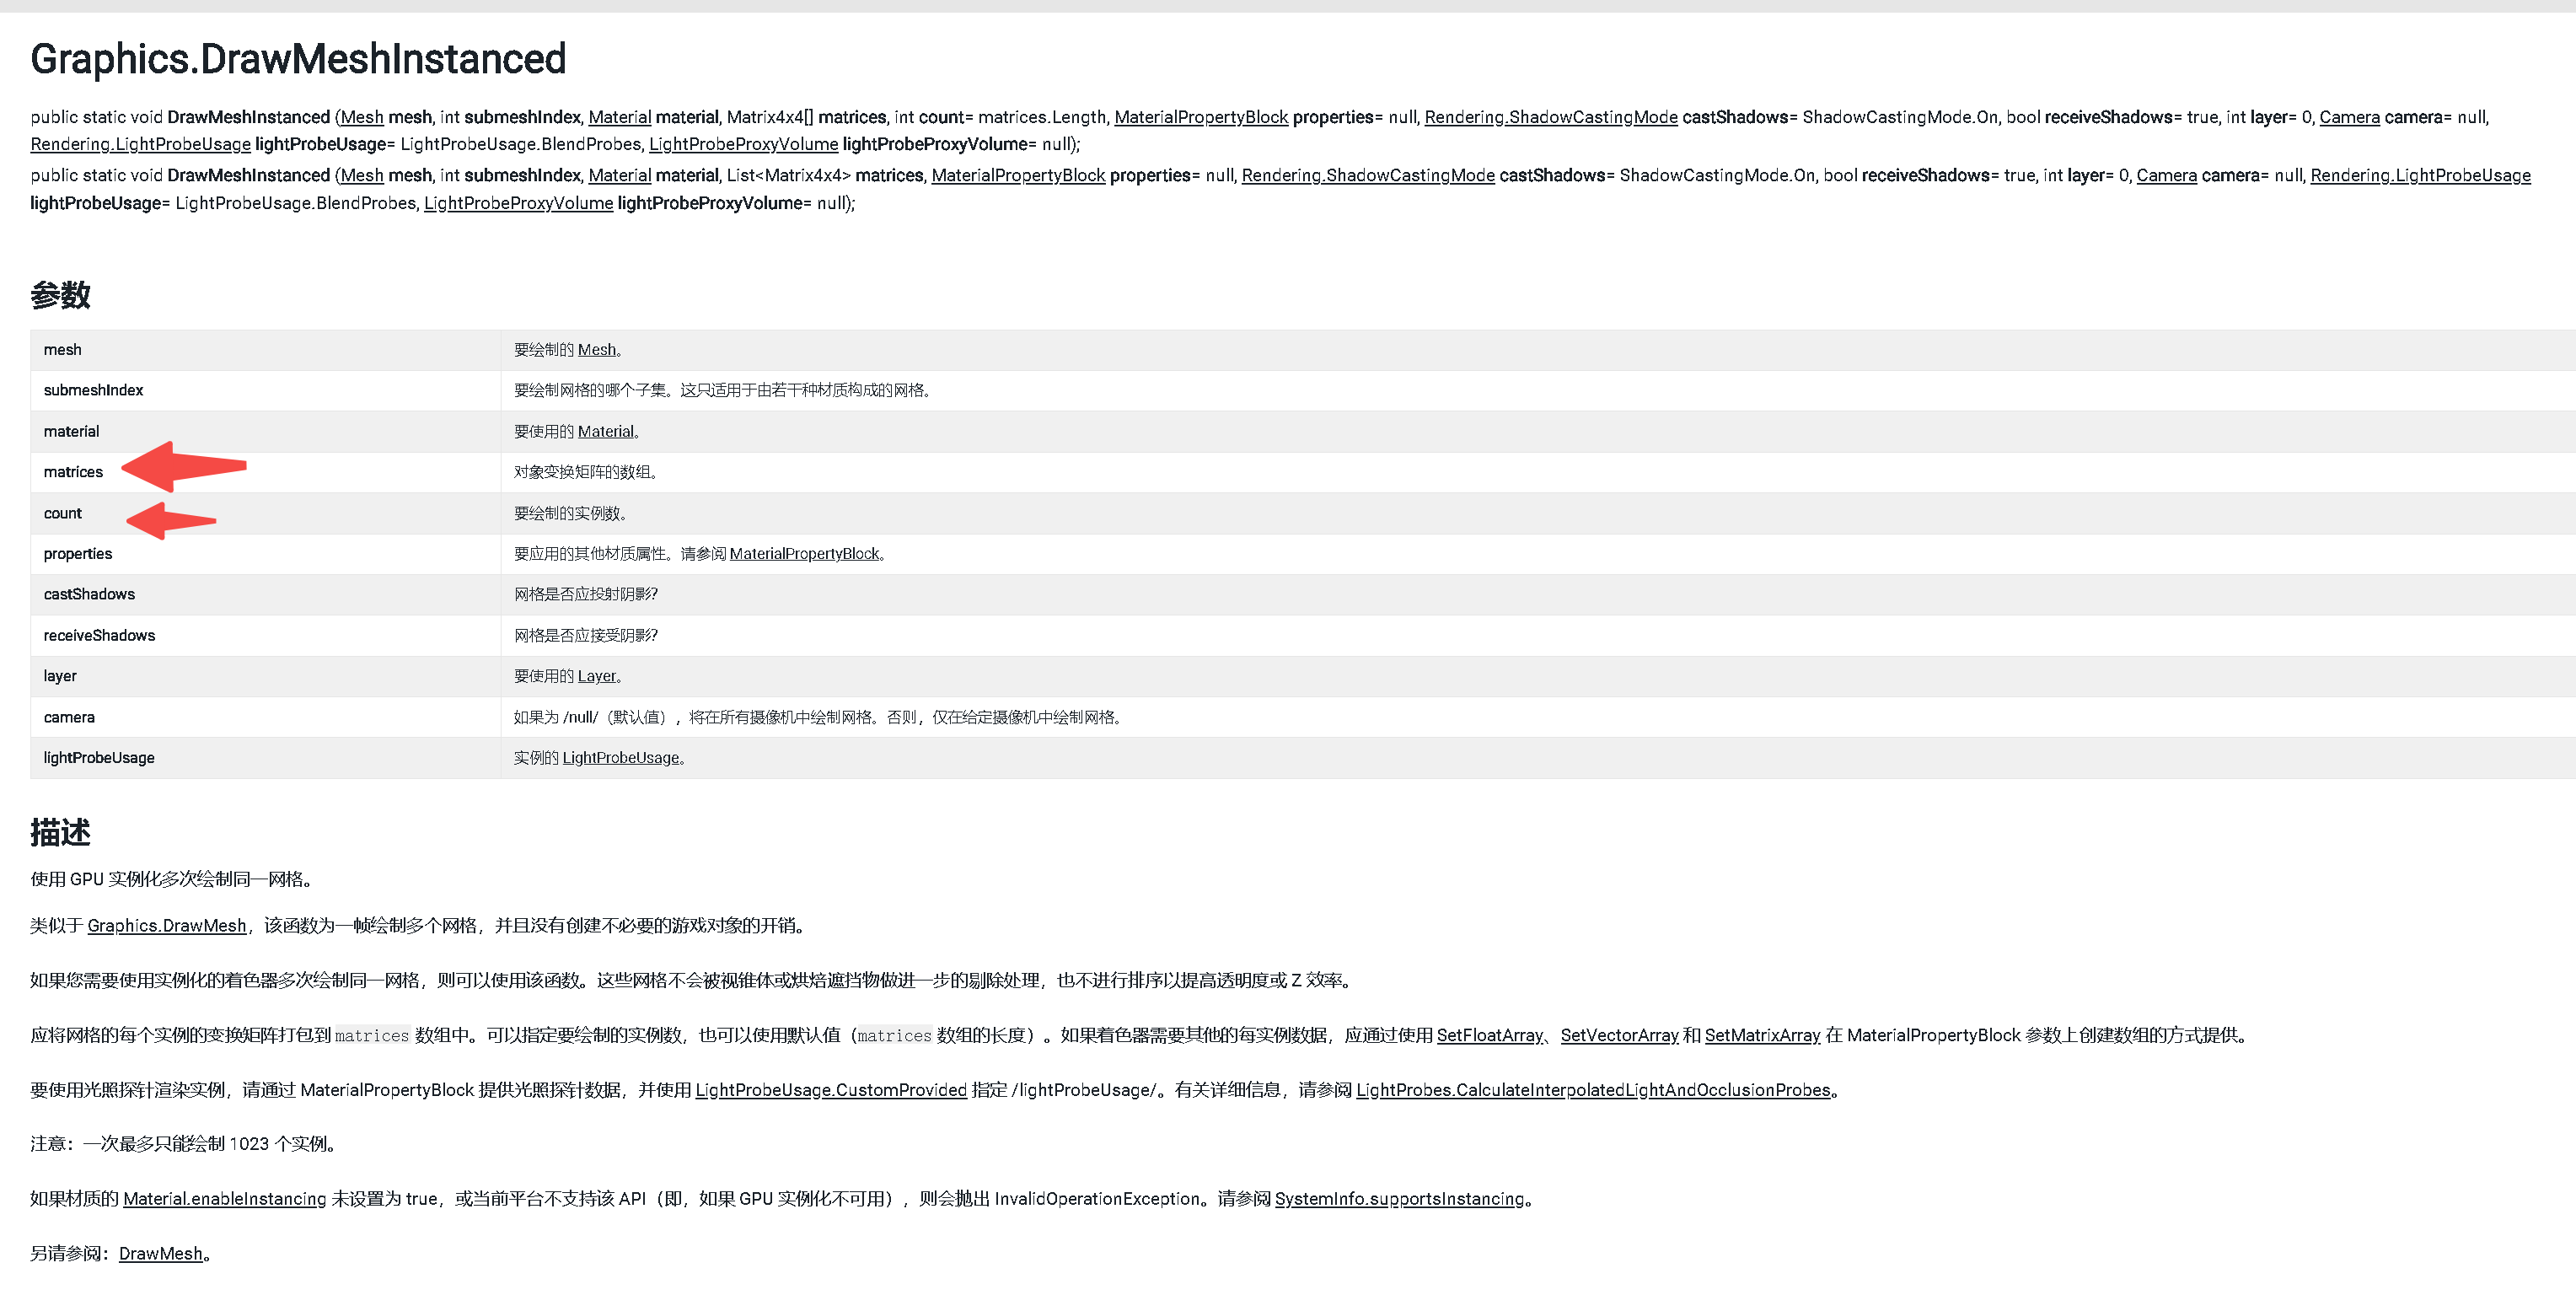 Graphics.DrawMeshInstanced
public static void DrawMeshInstanced (Mesh mesh, int submeshIndex, Material material, Matrix4x4[] matrices, int count= matrices.Length, MaterialPropertyBlock properties= null, Rendering.ShadowCastingMode castShadows= ShadowCastingMode.On, bool receiveShadows= true, int layer= 0, Camera camera= null,
Rendering.LightProbeUsage lightProbeUsage= LightProbeUsage.BlendProbes, LightProbeProxyVolume lightProbeProxyVolume= null);
public static void DrawMeshInstanced (Mesh mesh, int submeshIndex, Material material, List<Matrix4x4> matrices, MaterialPropertyBlock properties= null, Rendering.ShadowCastingMode castShadows= ShadowCastingMode.On, bool receiveShadows= true, int layer= 0, Camera camera= null, Rendering.LightProbeUsage
lightProbeUsage= LightProbeUsage.BlendProbes, LightProbeProxyVolume lightProbeProxyVolume= null);
参数
mesh 要绘制的 Mesh。
submeshIndex 要绘制网格的哪个子集。这只适用于由若干种材质构成的网格。
material 要使用的 Material。
matrices 对象变换矩阵的数组。
count 要绘制的实例数。
properties 要应用的其他材质属性。请参阅 MaterialPropertyBlock。
castShadows 网格是否应投射阴影?
receiveShadows 网格是否应接受阴影?
layer 要使用的 Layer。
camera 如果为 /null/（默认值），将在所有摄像机中绘制网格。否则，仅在给定摄像机中绘制网格。
lightProbeUsage 实例的 LightProbeUsage。
描述
使用 GPU 实例化多次绘制同一网格。
类似于 Graphics.DrawMesh，该函数为一帧绘制多个网格，并且没有创建不必要的游戏对象的开销。
如果您需要使用实例化的着色器多次绘制同一网格，则可以使用该函数。这些网格不会被视锥体或烘焙遮挡物做进一步的剔除处理，也不进行排序以提高透明度或 Z 效率。
应将网格的每个实例的变换矩阵打包到 matrices 数组中。可以指定要绘制的实例数，也可以使用默认值（matrices 数组的长度）。如果着色器需要其他的每实例数据，应通过使用 SetFloatArray、SetVectorArray 和 SetMatrixArray 在 MaterialPropertyBlock 参数上创建数组的方式提供。
要使用光照探针渲染实例，请通过 MaterialPropertyBlock 提供光照探针数据，并使用 LightProbeUsage.CustomProvided 指定 /lightProbeUsage/。有关详细信息，请参阅 LightProbes.CalculateInterpolatedLightAndOcclusionProbes。
注意：一次最多只能绘制 1023 个实例。
如果材质的 Material.enableInstancing 未设置为 true，或当前平台不支持该 API（即，如果 GPU 实例化不可用），则会抛出 InvalidOperationException。请参阅 SystemInfo.supportsInstancing。
另请参阅：DrawMesh。